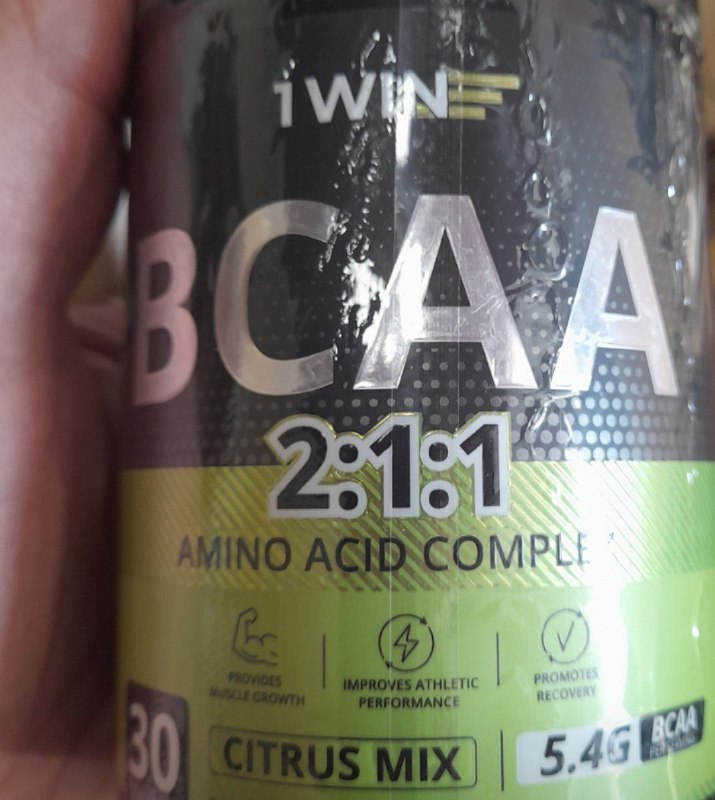 1WIN
BCAA
2:1:1
AMINO ACID COMPLEX
PROVIDES
MUSCLE GROWTH
IMPROVES ATHLETIC
PERFORMANCE
PROMOTES
RECOVERY
30
CITRUS MIX
5.4G
BCAA